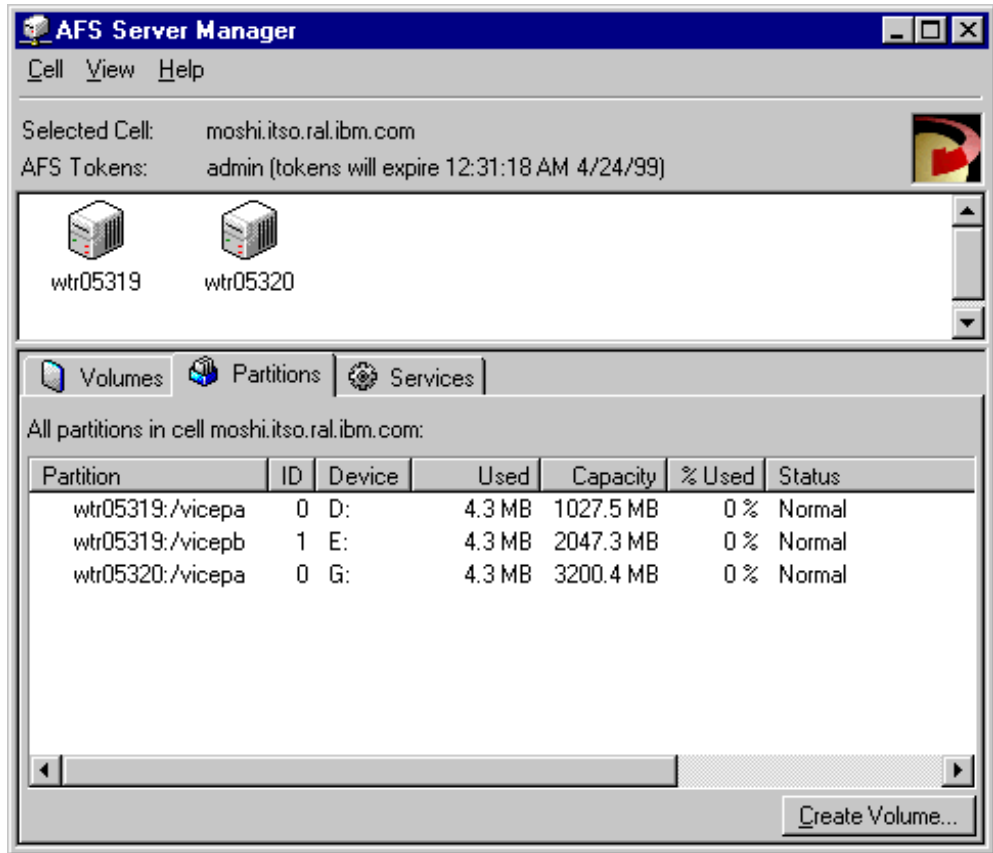 AFS Server Manager
Cell View Help
Selected Cell: moshi.itso.ral.ibm.com
AFS Tokens: admin (tokens will expire 12:31:18 AM 4/24/99)
wtr05319 wtr05320
Volumes Partitions Services
All partitions in cell moshi.itso.ral.ibm.com:
Partition ID Device Used Capacity % Used Status
wtr05319:/vicepa 0 D: 4.3 MB 1027.5 MB 0 % Normal
wtr05319:/vicepb 1 E: 4.3 MB 2047.3 MB 0 % Normal
wtr05320:/vicepa 0 G: 4.3 MB 3200.4 MB 0 % Normal
Create Volume...